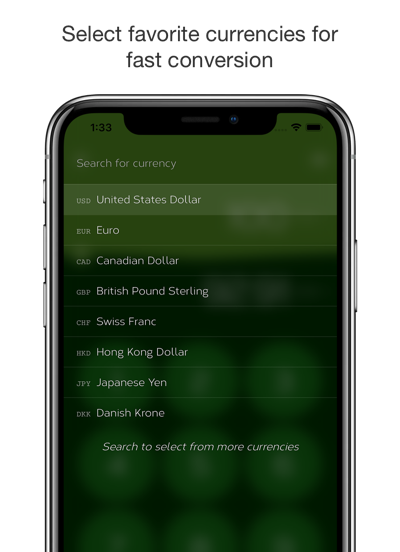 Select favorite currencies for
fast conversion
1:33
Search for currency
USD United States Dollar
EUR Euro
CAD Canadian Dollar
GBP British Pound Sterling
CHF Swiss Franc
HKD Hong Kong Dollar
JPY Japanese Yen
DKK Danish Krone
Search to select from more currencies